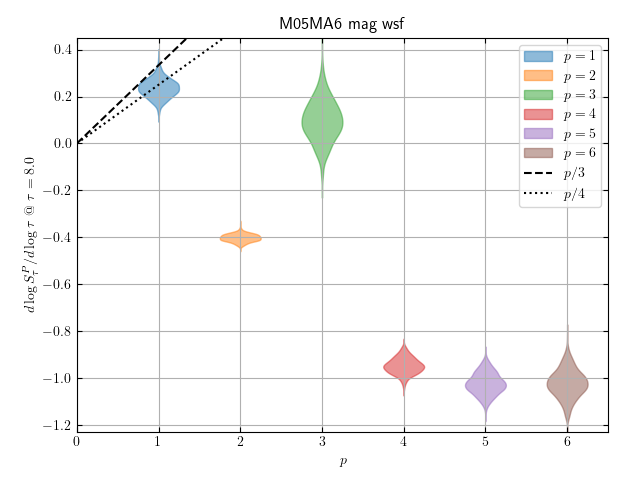 M05MA6 mag wsf
0.4
0.2
0.0
−0.2
−0.4
−0.6
−0.8
−1.0
−1.2
d log S_τ^P / d log τ @ τ = 8.0
0 1 2 3 4 5 6
p
p = 1
p = 2
p = 3
p = 4
p = 5
p = 6
p/3
p/4